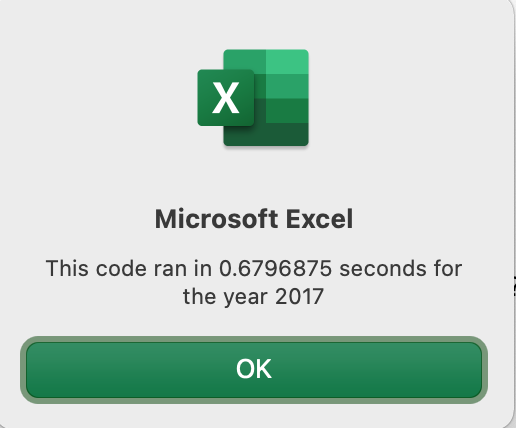 X
Microsoft Excel
This code ran in 0.6796875 seconds for
the year 2017
OK